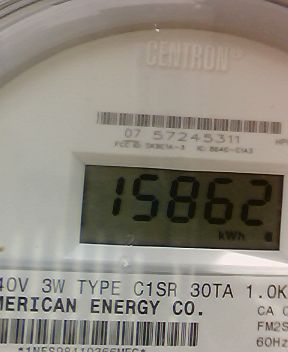 CENTRON
07 57245311
15862
kWh
40V 3W TYPE C1SR 30TA 1.0K
MERICAN ENERGY CO.
CA
FM2S
60Hz